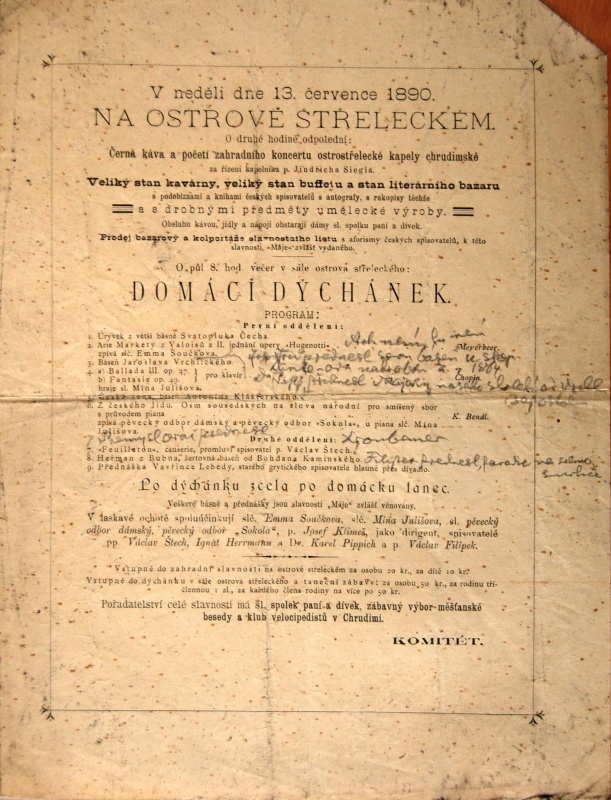 V neděli dne 13. července 1890.
NA OSTROVĚ STŘELECKÉM.
O druhé hodině odpolední:
Černá káva a početí zahradního koncertu ostrostřelecké kapely chrudimské
za řízení kapelníka p. Jindřicha Siegla.
Veliký stan kavárny, veliký stan buffetu a stan literárního bazaru
s podobiznami a knihami českých spisovatelů s autografy, s rukopisy těchže
a s drobnými předměty umělecké výroby.
Obsluhu kávou, jídly a nápoji obstarají dámy sl. spolku paní a dívek.
Prodej bazarový a kolportáž slavnostního listu s aforismy českých spisovatelů, k této
slavnosti, »Máje« zvlášť vydaného.
O půl 8. hod. večer v sále ostrova střeleckého:
DOMÁCÍ DÝCHÁNEK.
PROGRAM:
První oddělení:
1. Úryvek z větší básně Svatopluka Čecha.
2. Arie Markety z Valoisů z II. jednání opery »Hugenotti« Meyerbeer.
zpívá slč. Emma Součkova.
3. Báseň Jaroslava Vrchlického
4. a) Ballada III. op. 47.
b) Fantasie op. 49. pro klavír Chopin.
hraje sl. Mína Julišova.
5. Česká žena, báseň Antonína Klášterského.
6. Z českého jihu. Osm sousedských na slova národní pro smíšený sbor
s průvodem piana K. Bendl.
zpívá pěvecký odbor dámský a pěvecký odbor »Sokola«, u piana slč. Mína
Julišova.
Druhé oddělení:
7. »Feuilleton«, causerie, promluví spisovatel p. Václav Štech.
8. Heřman z Bubna, žertovná báseň od Bohdana Kaminského
9. Přednáška Vavřince Lebedy, starého grytického spisovatele hlauně přes divadlo.
Po dýchánku zcela po domácku tanec.
Veškeré básně a přednášky jsou slavnosti »Máje« zvlášť věnovány.
V laskavé ochotě spoluúčinkují slč. Emma Součkova, slč. Mína Julišova, sl. pěvecký
odbor dámský, pěvecký odbor „Sokola“, p. Josef Klimeš, jako dirigent, spisovatelé
pp. Václav Štech, Ignát Herrmann a Dr. Karel Pippich a p. Václav Filípek.
Vstupné do zahradní slavnosti na ostrově střeleckém za osobu 20 kr., za dítě 10 kr.
Vstupné do dýchánku v sále ostrova střeleckého a taneční zábavy: za osobu 50 kr., za rodinu tří-
člennou 1 zl., za každého člena rodiny na více po 30 kr.
Pořadatelství celé slavnosti má sl. spolek paní a dívek, zábavný výbor měšťanské
besedy a klub velocipedistů v Chrudimi.
KOMITÉT.